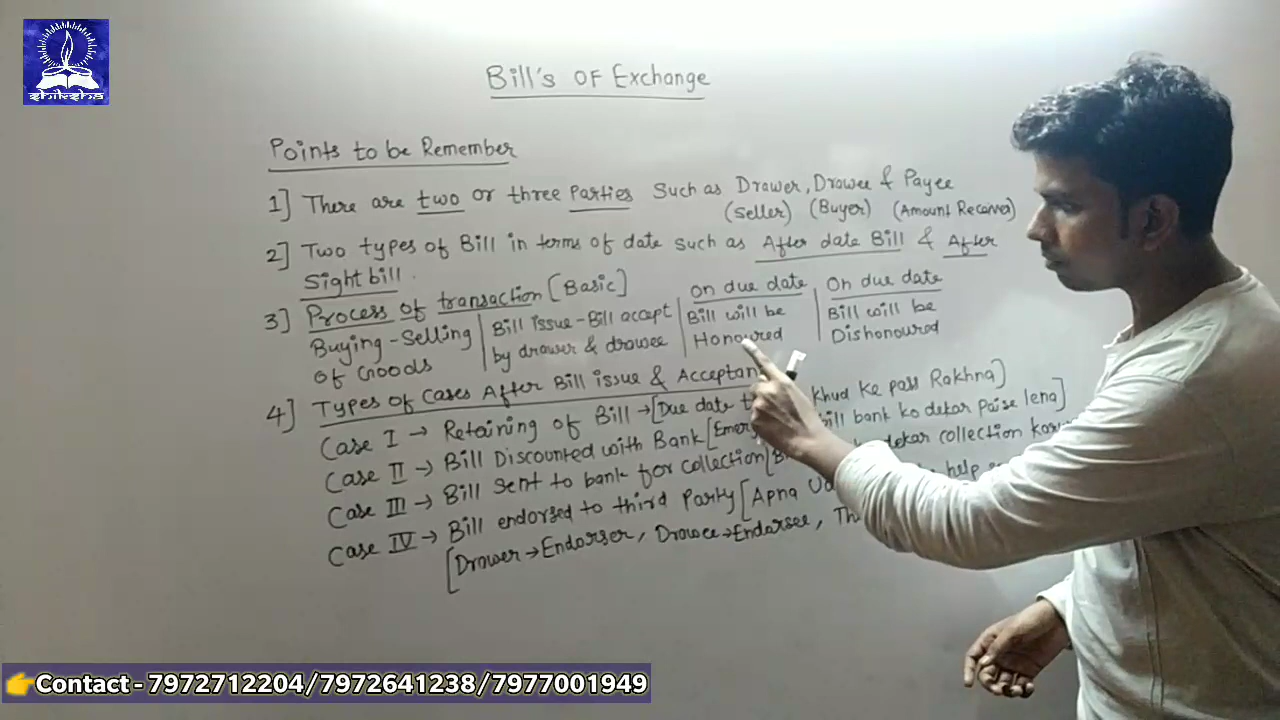 shiksha
Bill's OF Exchange
Points to be Remember
1] There are two or three Parties Such as Drawer, Drawee & Payee
(Seller) (Buyer) (Amount Receiver)
2] Two types of Bill in terms of date such as After date Bill & After
Sight bill.
3] Process of transaction [Basic]
Buying - Selling
of Goods
Bill issue - Bill accept
by drawer & drawee
on due date
Bill will be
Honoured
On due date
Bill will be
Dishonoured
4] Types of Cases After Bill issue & Acceptan
Case I → Retaining of Bill → [Due date khud ke pass Rakhna]
Case II → Bill Discounted with Bank [Emer bill bank ko dekar paise lena]
Case III → Bill Sent to bank for collection [B dekar collection
Case IV → Bill endorsed to third Party [Apna help
[Drawer → Endorser, Drawee → Endorsee, Th
👉Contact - 7972712204/7972641238/7977001949